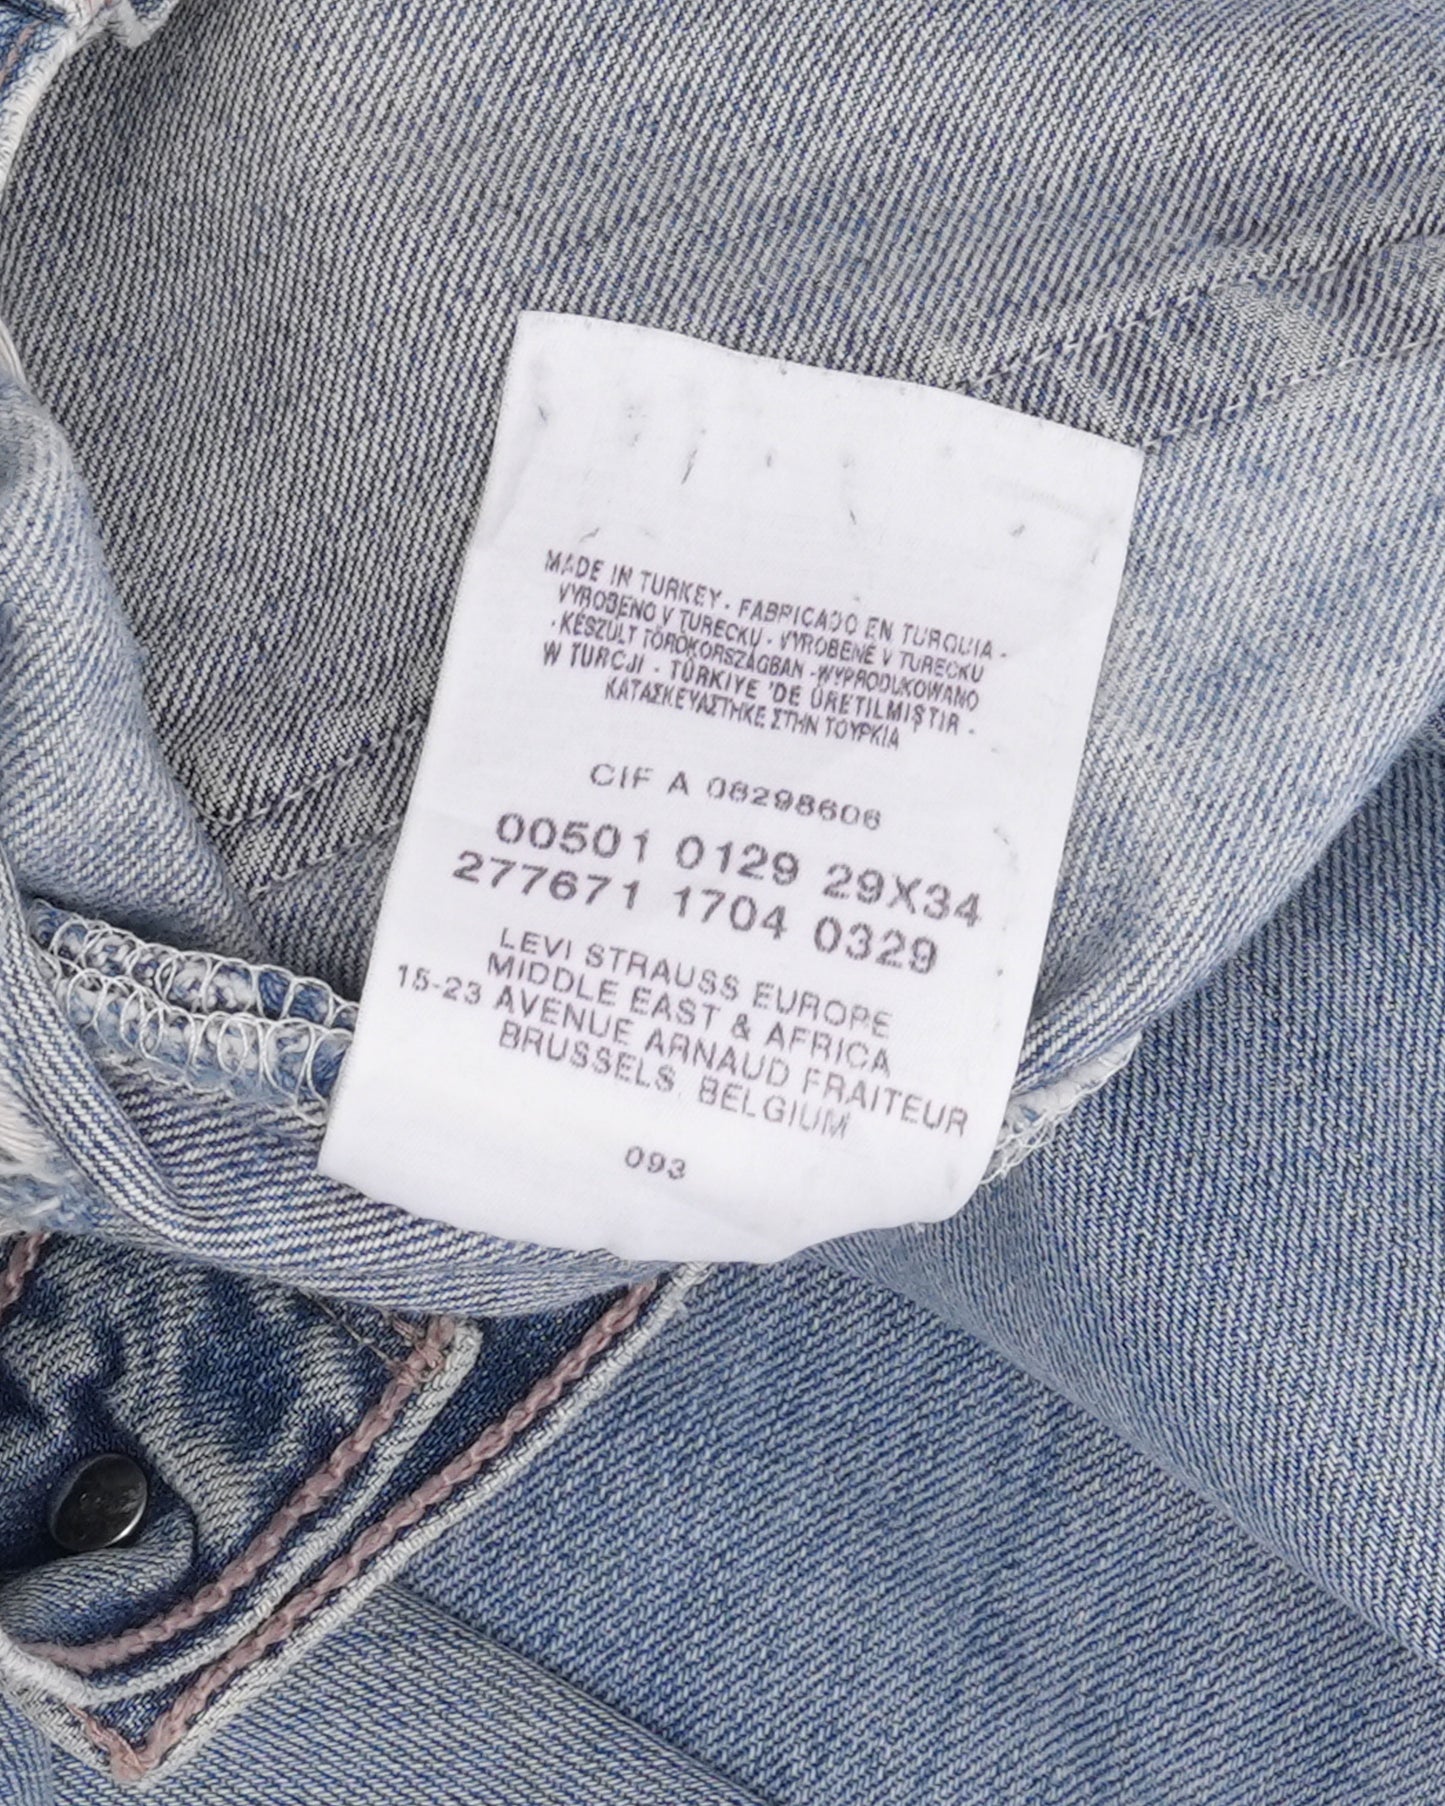 MADE IN TURKEY - FABRICADO EN TURQUIA -
VYROBENO V TURECKU - VYROBENÉ V TURECKU
- KÉSZÜLT TÖRÖKORSZÁGBAN - WYPRODUKOWANO
W TURCJI - TÜRKIYE 'DE ÜRETILMIŞTIR -
ΚΑΤΑΣΚΕΥΑΣΤΗΚΕ ΣΤΗΝ ΤΟΥΡΚΙΑ
CIF A 08298606
00501 0129 29X34
277671 1704 0329
LEVI STRAUSS EUROPE
MIDDLE EAST & AFRICA
15-23 AVENUE ARNAUD FRAITEUR
BRUSSELS, BELGIUM
093